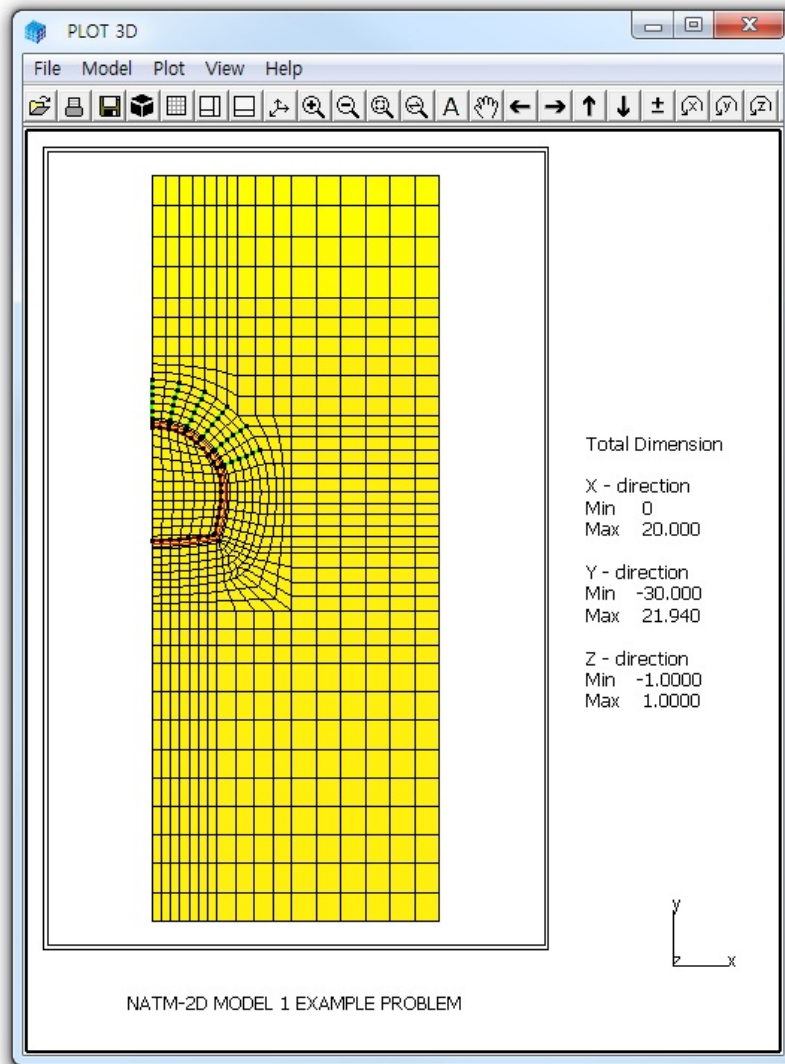 PLOT 3D
File Model Plot View Help
A ± x y z
Total Dimension
X - direction
Min 0
Max 20.000
Y - direction
Min -30.000
Max 21.940
Z - direction
Min -1.0000
Max 1.0000
y
z x
NATM-2D MODEL 1 EXAMPLE PROBLEM